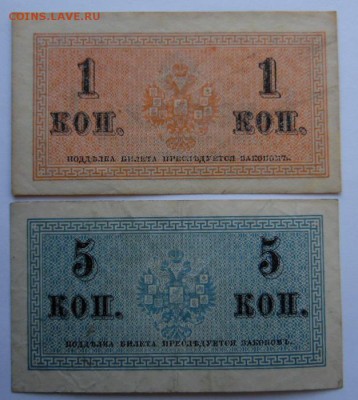 COINS.LAVE.RU
1 1
КОП. КОП.
ПОДДѢЛКА БИЛЕТА ПРЕСЛѢДУЕТСЯ ЗАКОНОМЪ.
5 5
КОП. КОП.
ПОДДѢЛКА БИЛЕТА ПРЕСЛѢДУЕТСЯ ЗАКОНОМЪ.